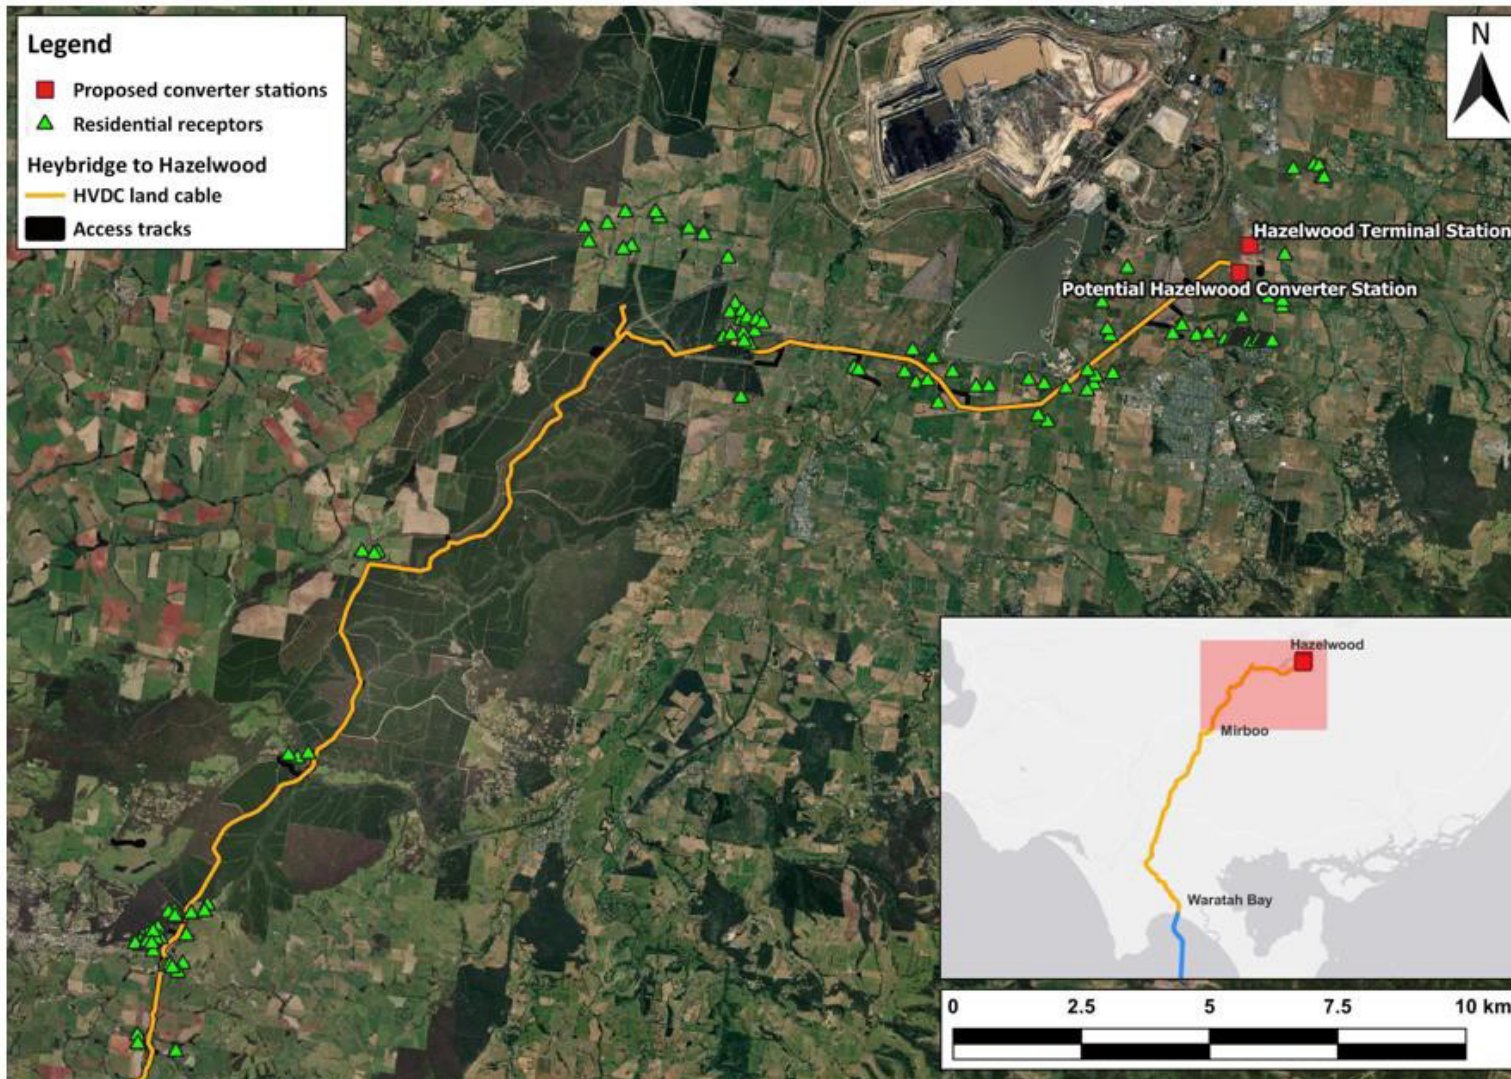 Legend
Proposed converter stations
Residential receptors
Heybridge to Hazelwood
HVDC land cable
Access tracks
N
Hazelwood Terminal Station
Potential Hazelwood Converter Station
Hazelwood
Mirboo
Waratah Bay
0 2.5 5 7.5 10 km